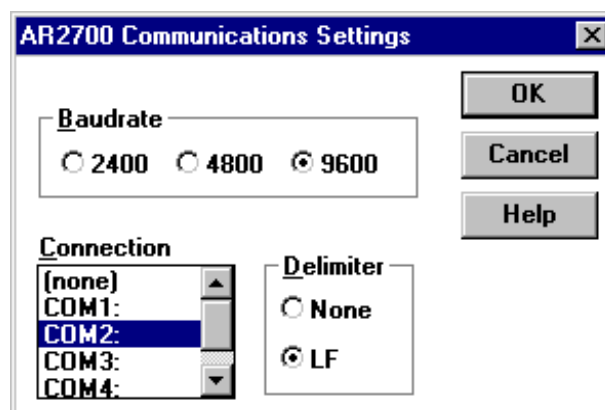 AR2700 Communications Settings
OK
Baudrate
2400 4800 9600
Cancel
Help
Connection
(none)
COM1:
COM2:
COM3:
COM4:
Delimiter
None
LF